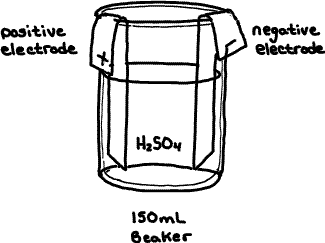 positive
electrode
negative
electrode
+
-
H₂SO₄
150mL
Beaker